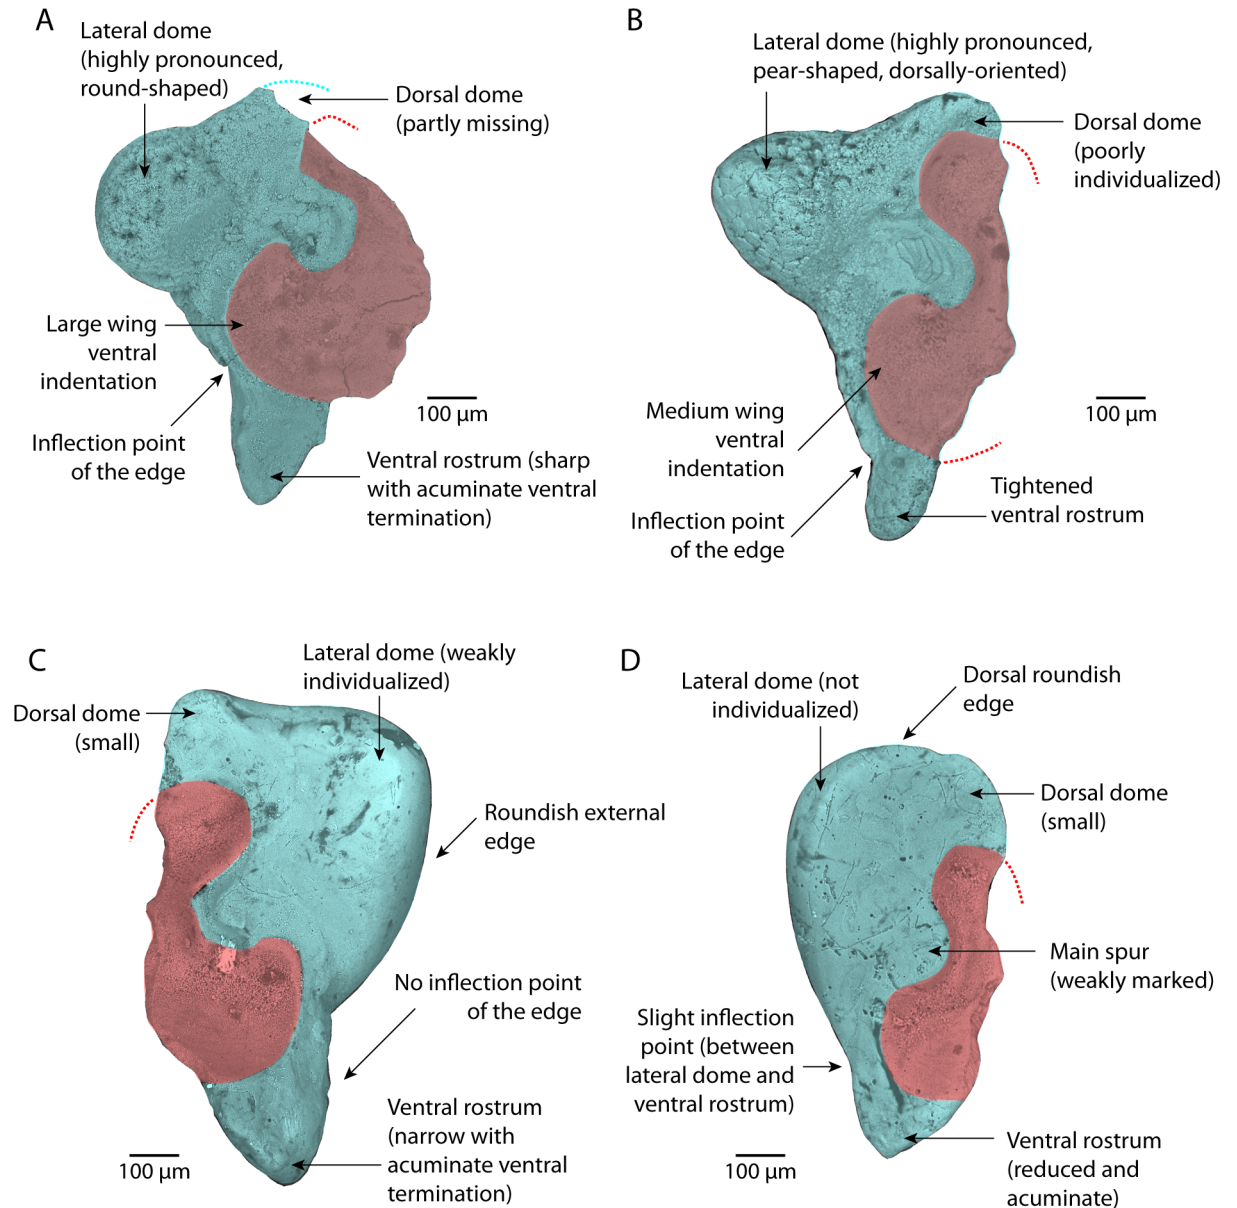 A
Lateral dome
(highly pronounced,
round-shaped)
Dorsal dome
(partly missing)
Large wing
ventral
indentation
Inflection point
of the edge
100 µm
Ventral rostrum (sharp
with acuminate ventral
termination)
B
Lateral dome (highly pronounced,
pear-shaped, dorsally-oriented)
Dorsal dome
(poorly
individualized)
Medium wing
ventral
indentation
100 µm
Inflection point
of the edge
Tightened
ventral rostrum
C
Lateral dome (weakly
individualized)
Dorsal dome
(small)
Roundish external
edge
No inflection point
of the edge
Ventral rostrum
(narrow with
acuminate ventral
termination)
100 µm
D
Lateral dome (not
individualized)
Dorsal roundish
edge
Dorsal dome
(small)
Main spur
(weakly marked)
Slight inflection
point (between
lateral dome and
ventral rostrum)
100 µm
Ventral rostrum
(reduced and
acuminate)